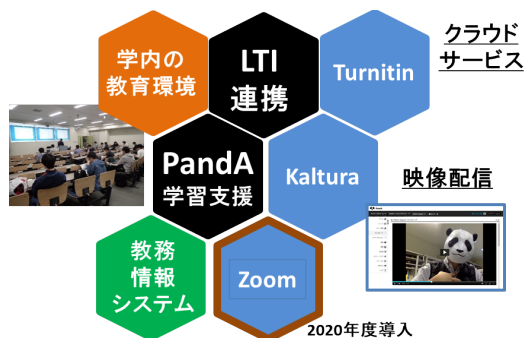 学内の
教育環境
LTI
連携
Turnitin
クラウド
サービス
PandA
学習支援
Kaltura
映像配信
教務
情報
システム
Zoom
2020年度導入